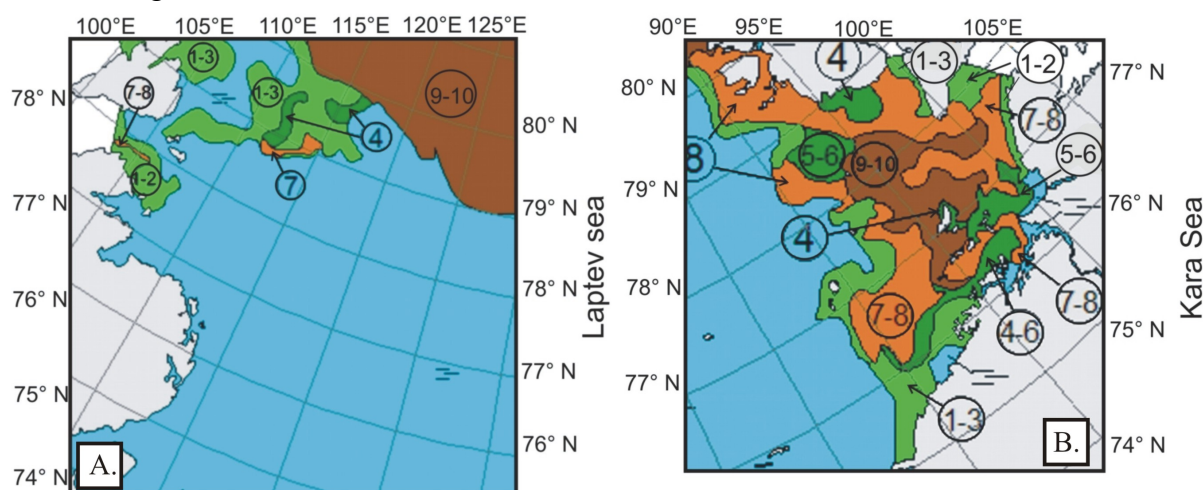 100°E 105°E 110°E 115°E 120°E 125°E
78° N
77° N
76° N
75° N
74° N
80° N
79° N
78° N
77° N
76° N
Laptev sea
1-3
7-8
1-3
9-10
4
1-2
7
A.
90°E 95°E 100°E 105°E
80° N
79° N
78° N
77° N
77° N
76° N
75° N
74° N
Kara Sea
4
1-3
1-2
7-8
8
5-6
9-10
5-6
4
7-8
7-8
4-6
1-3
B.